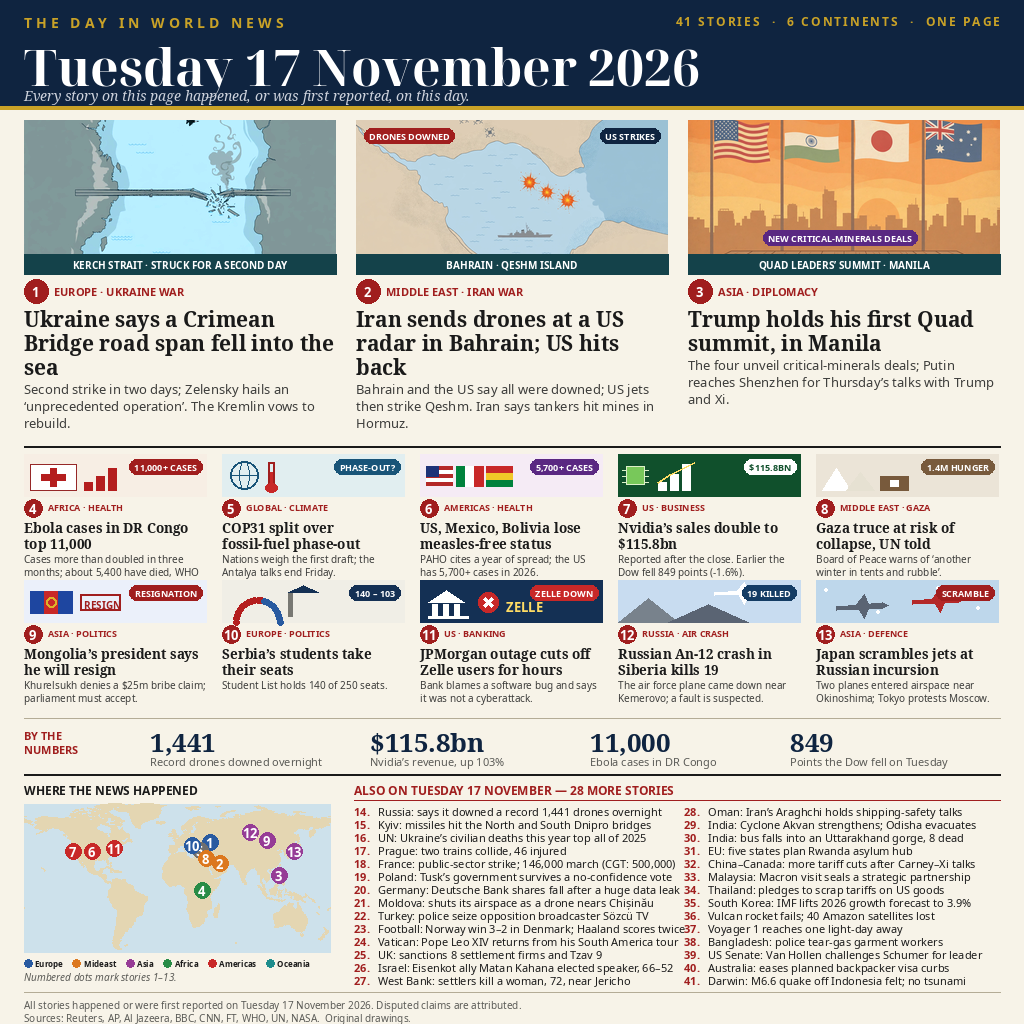 THE DAY IN WORLD NEWS
41 STORIES · 6 CONTINENTS · ONE PAGE
Tuesday 17 November 2026
Every story on this page happened, or was first reported, on this day.
KERCH STRAIT · STRUCK FOR A SECOND DAY
1 EUROPE · UKRAINE WAR
Ukraine says a Crimean
Bridge road span fell into the
sea
Second strike in two days; Zelensky hails an
‘unprecedented operation’. The Kremlin vows to
rebuild.
DRONES DOWNED
US STRIKES
BAHRAIN · QESHM ISLAND
2 MIDDLE EAST · IRAN WAR
Iran sends drones at a US
radar in Bahrain; US hits
back
Bahrain and the US say all were downed; US jets
then strike Qeshm. Iran says tankers hit mines in
Hormuz.
NEW CRITICAL-MINERALS DEALS
QUAD LEADERS’ SUMMIT · MANILA
3 ASIA · DIPLOMACY
Trump holds his first Quad
summit, in Manila
The four unveil critical-minerals deals; Putin
reaches Shenzhen for Thursday’s talks with Trump
and Xi.
11,000+ CASES
4 AFRICA · HEALTH
Ebola cases in DR Congo
top 11,000
Cases more than doubled in three
months; about 5,400 have died, WHO
PHASE-OUT?
5 GLOBAL · CLIMATE
COP31 split over
fossil-fuel phase-out
Nations weigh the first draft; the
Antalya talks end Friday.
5,700+ CASES
6 AMERICAS · HEALTH
US, Mexico, Bolivia lose
measles-free status
PAHO cites a year of spread; the US
has 5,700+ cases in 2026.
$115.8BN
7 US · BUSINESS
Nvidia’s sales double to
$115.8bn
Reported after the close. Earlier the
Dow fell 849 points (-1.6%).
1.4M HUNGER
8 MIDDLE EAST · GAZA
Gaza truce at risk of
collapse, UN told
Board of Peace warns of ‘another
winter in tents and rubble’.
RESIGN
RESIGNATION
9 ASIA · POLITICS
Mongolia’s president says
he will resign
Khurelsukh denies a $25m bribe claim;
parliament must accept.
140 – 103
10 EUROPE · POLITICS
Serbia’s students take
their seats
Student List holds 140 of 250 seats.
ZELLE
ZELLE DOWN
11 US · BANKING
JPMorgan outage cuts off
Zelle users for hours
Bank blames a software bug and says
it was not a cyberattack.
19 KILLED
12 RUSSIA · AIR CRASH
Russian An-12 crash in
Siberia kills 19
The air force plane came down near
Kemerovo; a fault is suspected.
SCRAMBLE
13 ASIA · DEFENCE
Japan scrambles jets at
Russian incursion
Two planes entered airspace near
Okinoshima; Tokyo protests Moscow.
BY THE
NUMBERS
1,441
Record drones downed overnight
$115.8bn
Nvidia’s revenue, up 103%
11,000
Ebola cases in DR Congo
849
Points the Dow fell on Tuesday
WHERE THE NEWS HAPPENED
7 6 11 10 1 8 2 4 12 9 13 3
Europe Mideast Asia Africa Americas Oceania
Numbered dots mark stories 1–13.
ALSO ON TUESDAY 17 NOVEMBER — 28 MORE STORIES
14. Russia: says it downed a record 1,441 drones overnight
15. Kyiv: missiles hit the North and South Dnipro bridges
16. UN: Ukraine’s civilian deaths this year top all of 2025
17. Prague: two trains collide, 46 injured
18. France: public-sector strike; 146,000 march (CGT: 500,000)
19. Poland: Tusk’s government survives a no-confidence vote
20. Germany: Deutsche Bank shares fall after a huge data leak
21. Moldova: shuts its airspace as a drone nears Chișinău
22. Turkey: police seize opposition broadcaster Sözcü TV
23. Football: Norway win 3–2 in Denmark; Haaland scores twice
24. Vatican: Pope Leo XIV returns from his South America tour
25. UK: sanctions 8 settlement firms and Tzav 9
26. Israel: Eisenkot ally Matan Kahana elected speaker, 66–52
27. West Bank: settlers kill a woman, 72, near Jericho
28. Oman: Iran’s Araghchi holds shipping-safety talks
29. India: Cyclone Akvan strengthens; Odisha evacuates
30. India: bus falls into an Uttarakhand gorge, 8 dead
31. EU: five states plan Rwanda asylum hub
32. China–Canada: more tariff cuts after Carney–Xi talks
33. Malaysia: Macron visit seals a strategic partnership
34. Thailand: pledges to scrap tariffs on US goods
35. South Korea: IMF lifts 2026 growth forecast to 3.9%
36. Vulcan rocket fails; 40 Amazon satellites lost
37. Voyager 1 reaches one light-day away
38. Bangladesh: police tear-gas garment workers
39. US Senate: Van Hollen challenges Schumer for leader
40. Australia: eases planned backpacker visa curbs
41. Darwin: M6.6 quake off Indonesia felt; no tsunami
All stories happened or were first reported on Tuesday 17 November 2026. Disputed claims are attributed.
Sources: Reuters, AP, Al Jazeera, BBC, CNN, FT, WHO, UN, NASA. Original drawings.